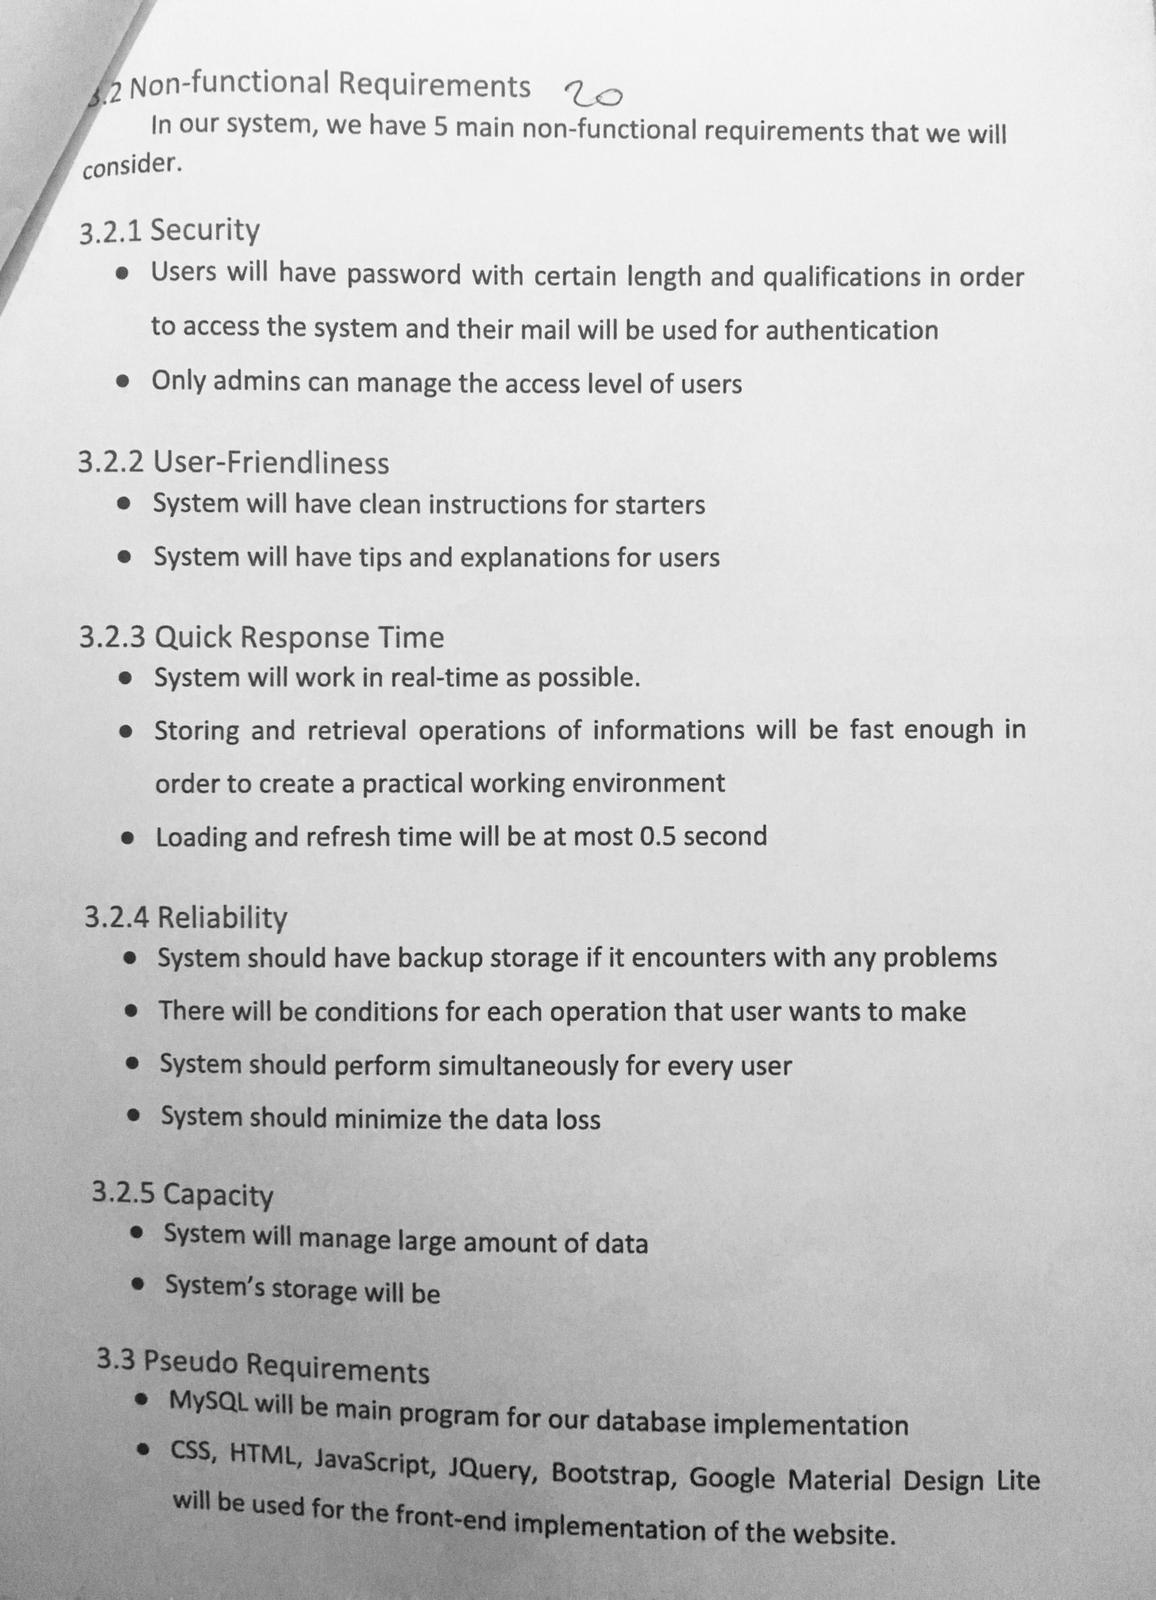 3.2 Non-functional Requirements 20
In our system, we have 5 main non-functional requirements that we will
consider.
3.2.1 Security
● Users will have password with certain length and qualifications in order
to access the system and their mail will be used for authentication
● Only admins can manage the access level of users
3.2.2 User-Friendliness
● System will have clean instructions for starters
● System will have tips and explanations for users
3.2.3 Quick Response Time
● System will work in real-time as possible.
● Storing and retrieval operations of informations will be fast enough in
order to create a practical working environment
● Loading and refresh time will be at most 0.5 second
3.2.4 Reliability
● System should have backup storage if it encounters with any problems
● There will be conditions for each operation that user wants to make
● System should perform simultaneously for every user
● System should minimize the data loss
3.2.5 Capacity
● System will manage large amount of data
● System's storage will be
3.3 Pseudo Requirements
● MySQL will be main program for our database implementation
● CSS, HTML, JavaScript, JQuery, Bootstrap, Google Material Design Lite
will be used for the front-end implementation of the website.